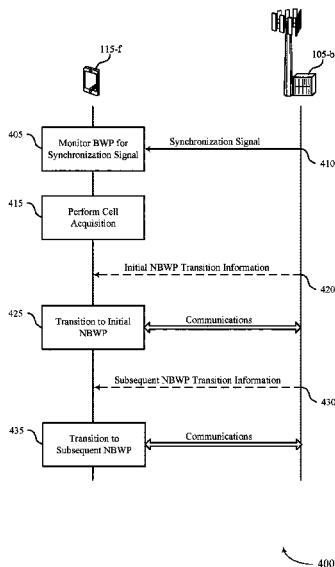 115-f
105-b
405
Monitor BWP for
Synchronization Signal
Synchronization Signal
410
415
Perform Cell
Acquisition
Initial NBWP Transition Information
420
425
Transition to Initial
NBWP
Communications
Subsequent NBWP Transition Information
430
435
Transition to
Subsequent NBWP
Communications
400